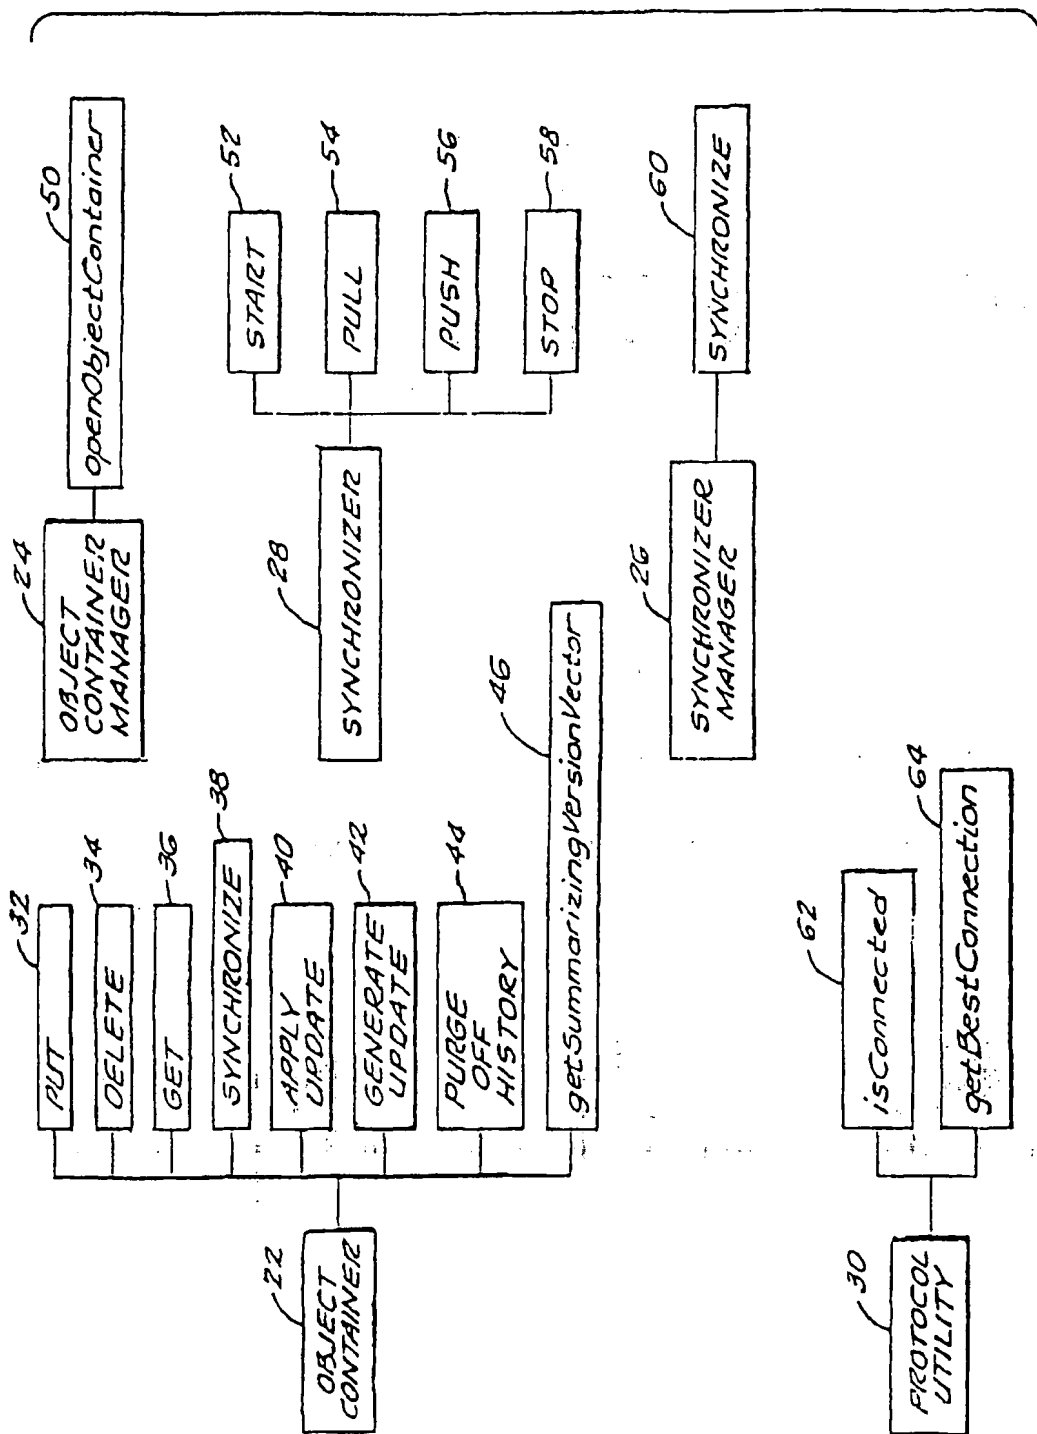 22
OBJECT
CONTAINER
32
PUT
34
DELETE
36
GET
38
SYNCHRONIZE
40
APPLY
UPDATE
42
GENERATE
UPDATE
44
PURGE
OFF
HISTORY
46
getSummarizingVersionVector
24
OBJECT
CONTAINER
MANAGER
50
openObjectContainer
28
SYNCHRONIZER
52
START
54
PULL
56
PUSH
58
STOP
26
SYNCHRONIZER
MANAGER
60
SYNCHRONIZE
30
PROTOCOL
UTILITY
62
isConnected
64
getBestConnection